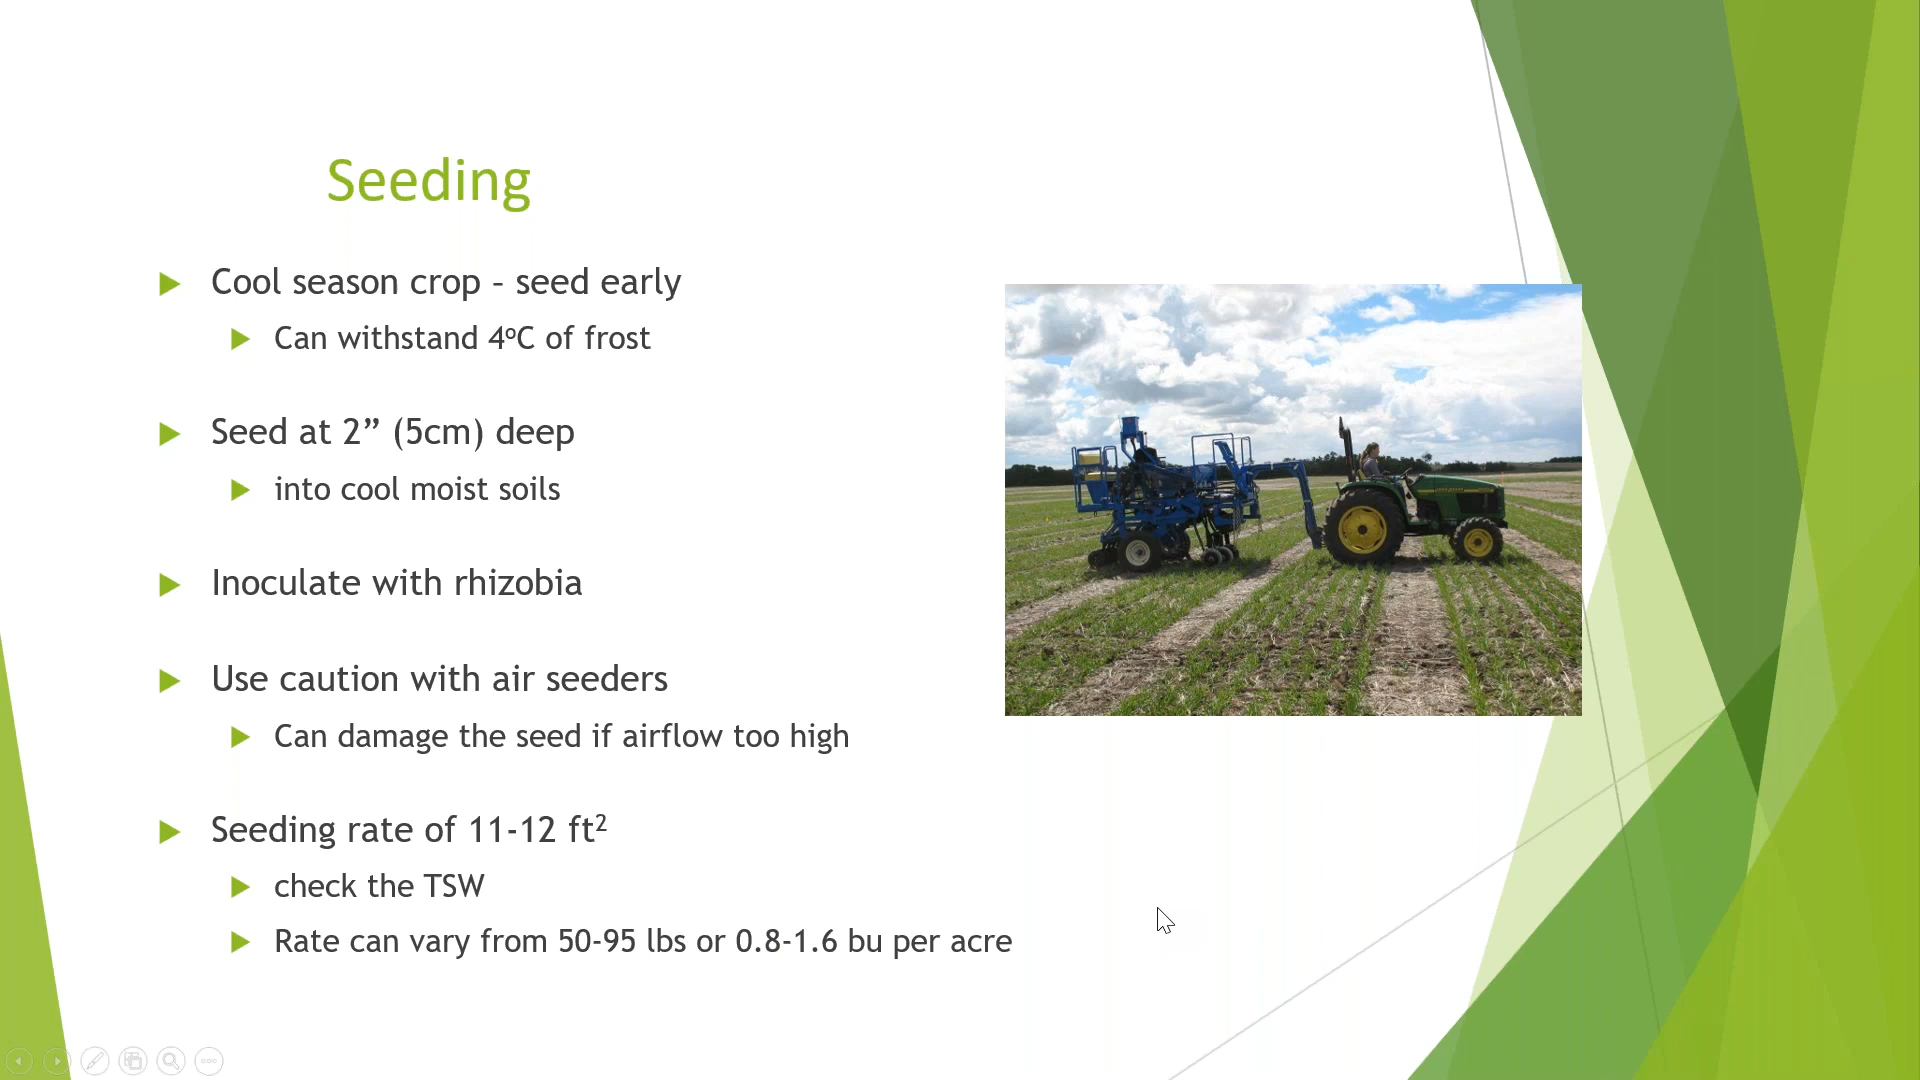 Seeding
Cool season crop – seed early
Can withstand 4ºC of frost
Seed at 2” (5cm) deep
into cool moist soils
Inoculate with rhizobia
Use caution with air seeders
Can damage the seed if airflow too high
Seeding rate of 11-12 ft²
check the TSW
Rate can vary from 50-95 lbs or 0.8-1.6 bu per acre